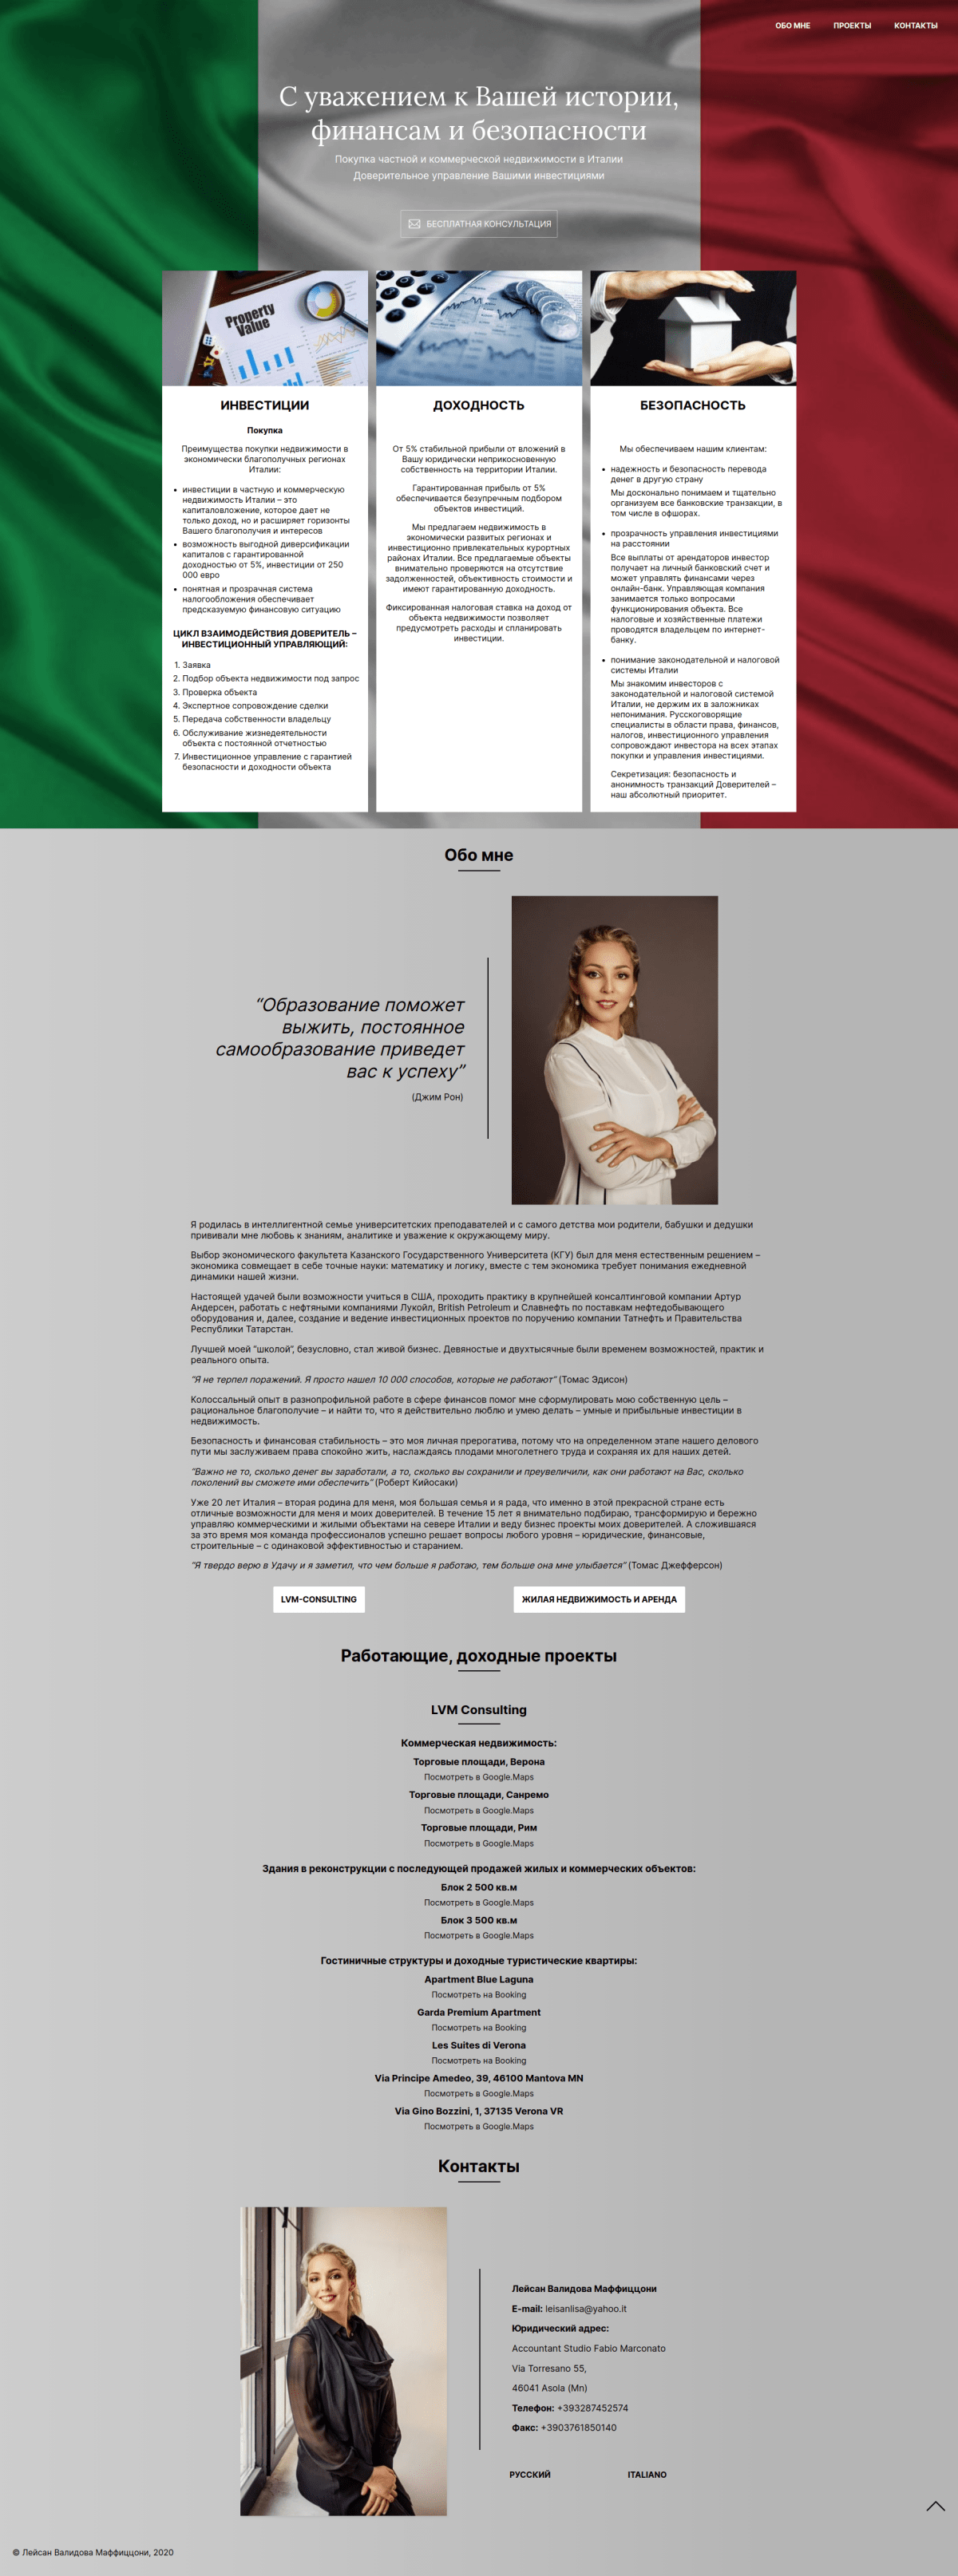 ОБО МНЕ ПРОЕКТЫ КОНТАКТЫ
С уважением к Вашей истории,
финансам и безопасности
Покупка частной и коммерческой недвижимости в Италии
Доверительное управление Вашими инвестициями
БЕСПЛАТНАЯ КОНСУЛЬТАЦИЯ
Property
Value
ИНВЕСТИЦИИ
Покупка
Преимущества покупки недвижимости в
экономически благополучных регионах
Италии:
• инвестиции в частную и коммерческую
недвижимость Италии – это
капиталовложение, которое дает не
только доход, но и расширяет горизонты
Вашего благополучия и интересов
• возможность выгодной диверсификации
капиталов с гарантированной
доходностью от 5%, инвестиции от 250
000 евро
• понятная и прозрачная система
налогообложения обеспечивает
предсказуемую финансовую ситуацию
ЦИКЛ ВЗАИМОДЕЙСТВИЯ ДОВЕРИТЕЛЬ –
ИНВЕСТИЦИОННЫЙ УПРАВЛЯЮЩИЙ:
1. Заявка
2. Подбор объекта недвижимости под запрос
3. Проверка объекта
4. Экспертное сопровождение сделки
5. Передача собственности владельцу
6. Обслуживание жизнедеятельности
объекта с постоянной отчетностью
7. Инвестиционное управление с гарантией
безопасности и доходности объекта
ДОХОДНОСТЬ
От 5% стабильной прибыли от вложений в
Вашу юридически неприкосновенную
собственность на территории Италии.
Гарантированная прибыль от 5%
обеспечивается безупречным подбором
объектов инвестиций.
Мы предлагаем недвижимость в
экономически развитых регионах и
инвестиционно привлекательных курортных
районах Италии. Все предлагаемые объекты
внимательно проверяются на отсутствие
задолженностей, объективность стоимости и
имеют гарантированную доходность.
Фиксированная налоговая ставка на доход от
объекта недвижимости позволяет
предусмотреть расходы и спланировать
инвестиции.
БЕЗОПАСНОСТЬ
Мы обеспечиваем нашим клиентам:
• надежность и безопасность перевода
денег в другую страну
Мы досконально понимаем и тщательно
организуем все банковские транзакции, в
том числе в офшорах.
• прозрачность управления инвестициями
на расстоянии
Все выплаты от арендаторов инвестор
получает на личный банковский счет и
может управлять финансами через
онлайн-банк. Управляющая компания
занимается только вопросами
функционирования объекта. Все
налоговые и хозяйственные платежи
проводятся владельцем по интернет-
банку.
• понимание законодательной и налоговой
системы Италии
Мы знакомим инвесторов с
законодательной и налоговой системой
Италии, не держим их в заложниках
непонимания. Русскоговорящие
специалисты в области права, финансов,
налогов, инвестиционного управления
сопровождают инвестора на всех этапах
покупки и управления инвестициями.
Секретизация: безопасность и
анонимность транзакций Доверителей –
наш абсолютный приоритет.
Обо мне
“Образование поможет
выжить, постоянное
самообразование приведет
вас к успеху”
(Джим Рон)
Я родилась в интеллигентной семье университетских преподавателей и с самого детства мои родители, бабушки и дедушки
прививали мне любовь к знаниям, аналитике и уважение к окружающему миру.
Выбор экономического факультета Казанского Государственного Университета (КГУ) был для меня естественным решением –
экономика совмещает в себе точные науки: математику и логику, вместе с тем экономика требует понимания ежедневной
динамики нашей жизни.
Настоящей удачей были возможности учиться в США, проходить практику в крупнейшей консалтинговой компании Артур
Андерсен, работать с нефтяными компаниями Лукойл, British Petroleum и Славнефть по поставкам нефтедобывающего
оборудования и, далее, создание и ведение инвестиционных проектов по поручению компании Татнефть и Правительства
Республики Татарстан.
Лучшей моей “школой”, безусловно, стал живой бизнес. Девяностые и двухтысячные были временем возможностей, практик и
реального опыта.
“Я не терпел поражений. Я просто нашел 10 000 способов, которые не работают” (Томас Эдисон)
Колоссальный опыт в разнопрофильной работе в сфере финансов помог мне сформулировать мою собственную цель –
рациональное благополучие – и найти то, что я действительно люблю и умею делать – умные и прибыльные инвестиции в
недвижимость.
Безопасность и финансовая стабильность – это моя личная прерогатива, потому что на определенном этапе нашего делового
пути мы заслуживаем права спокойно жить, наслаждаясь плодами многолетнего труда и сохраняя их для наших детей.
“Важно не то, сколько денег вы заработали, а то, сколько вы сохранили и преувеличили, как они работают на Вас, сколько
поколений вы сможете ими обеспечить” (Роберт Кийосаки)
Уже 20 лет Италия – вторая родина для меня, моя большая семья и я рада, что именно в этой прекрасной стране есть
отличные возможности для меня и моих доверителей. В течение 15 лет я внимательно подбираю, трансформирую и бережно
управляю коммерческими и жилыми объектами на севере Италии и веду бизнес проекты моих доверителей. А сложившаяся
за это время моя команда профессионалов успешно решает вопросы любого уровня – юридические, финансовые,
строительные – с одинаковой эффективностью и старанием.
“Я твердо верю в Удачу и я заметил, что чем больше я работаю, тем больше она мне улыбается” (Томас Джефферсон)
LVM-CONSULTING ЖИЛАЯ НЕДВИЖИМОСТЬ И АРЕНДА
Работающие, доходные проекты
LVM Consulting
Коммерческая недвижимость:
Торговые площади, Верона
Посмотреть в Google.Maps
Торговые площади, Санремо
Посмотреть в Google.Maps
Торговые площади, Рим
Посмотреть в Google.Maps
Здания в реконструкции с последующей продажей жилых и коммерческих объектов:
Блок 2 500 кв.м
Посмотреть в Google.Maps
Блок 3 500 кв.м
Посмотреть в Google.Maps
Гостиничные структуры и доходные туристические квартиры:
Apartment Blue Laguna
Посмотреть на Booking
Garda Premium Apartment
Посмотреть на Booking
Les Suites di Verona
Посмотреть на Booking
Via Principe Amedeo, 39, 46100 Mantova MN
Посмотреть в Google.Maps
Via Gino Bozzini, 1, 37135 Verona VR
Посмотреть в Google.Maps
Контакты
Лейсан Валидова Маффиццони
E-mail: leisanlisa@yahoo.it
Юридический адрес:
Accountant Studio Fabio Marconato
Via Torresano 55,
46041 Asola (Mn)
Телефон: +393287452574
Факс: +3903761850140
РУССКИЙ ITALIANO
© Лейсан Валидова Маффиццони, 2020